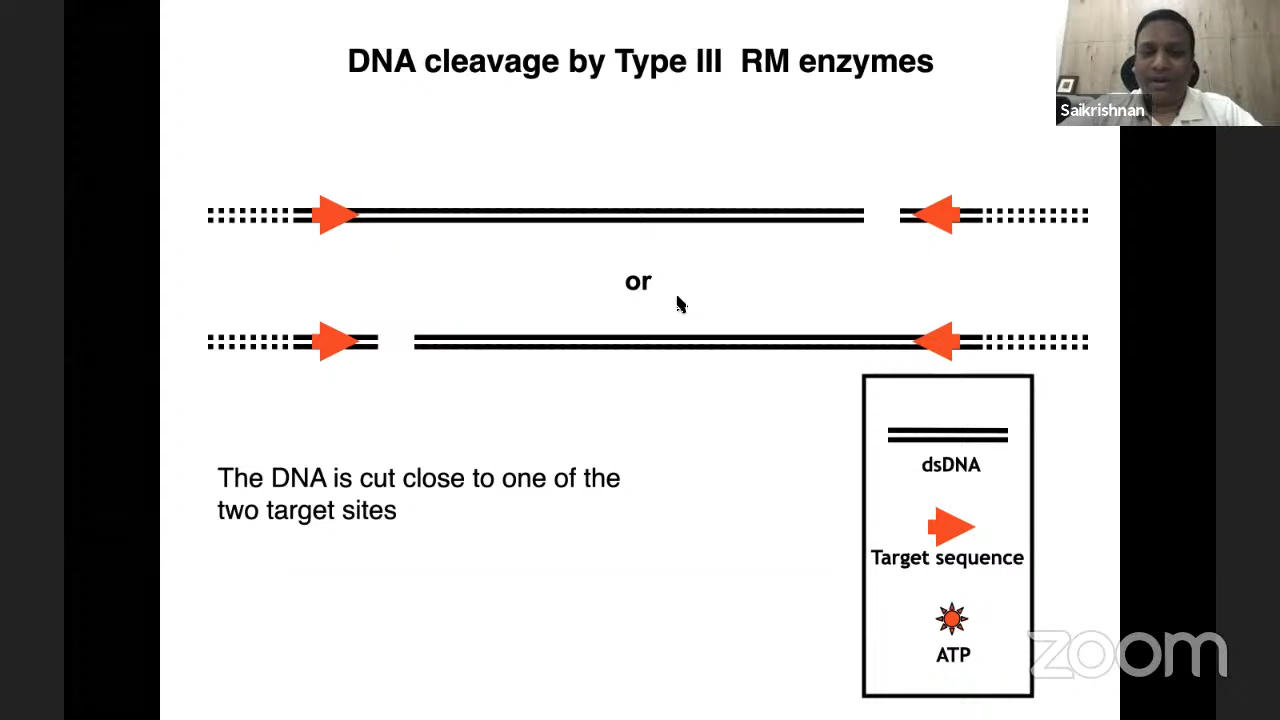 DNA cleavage by Type III RM enzymes
Saikrishnan
or
The DNA is cut close to one of the
two target sites
dsDNA
Target sequence
ATP
zoom